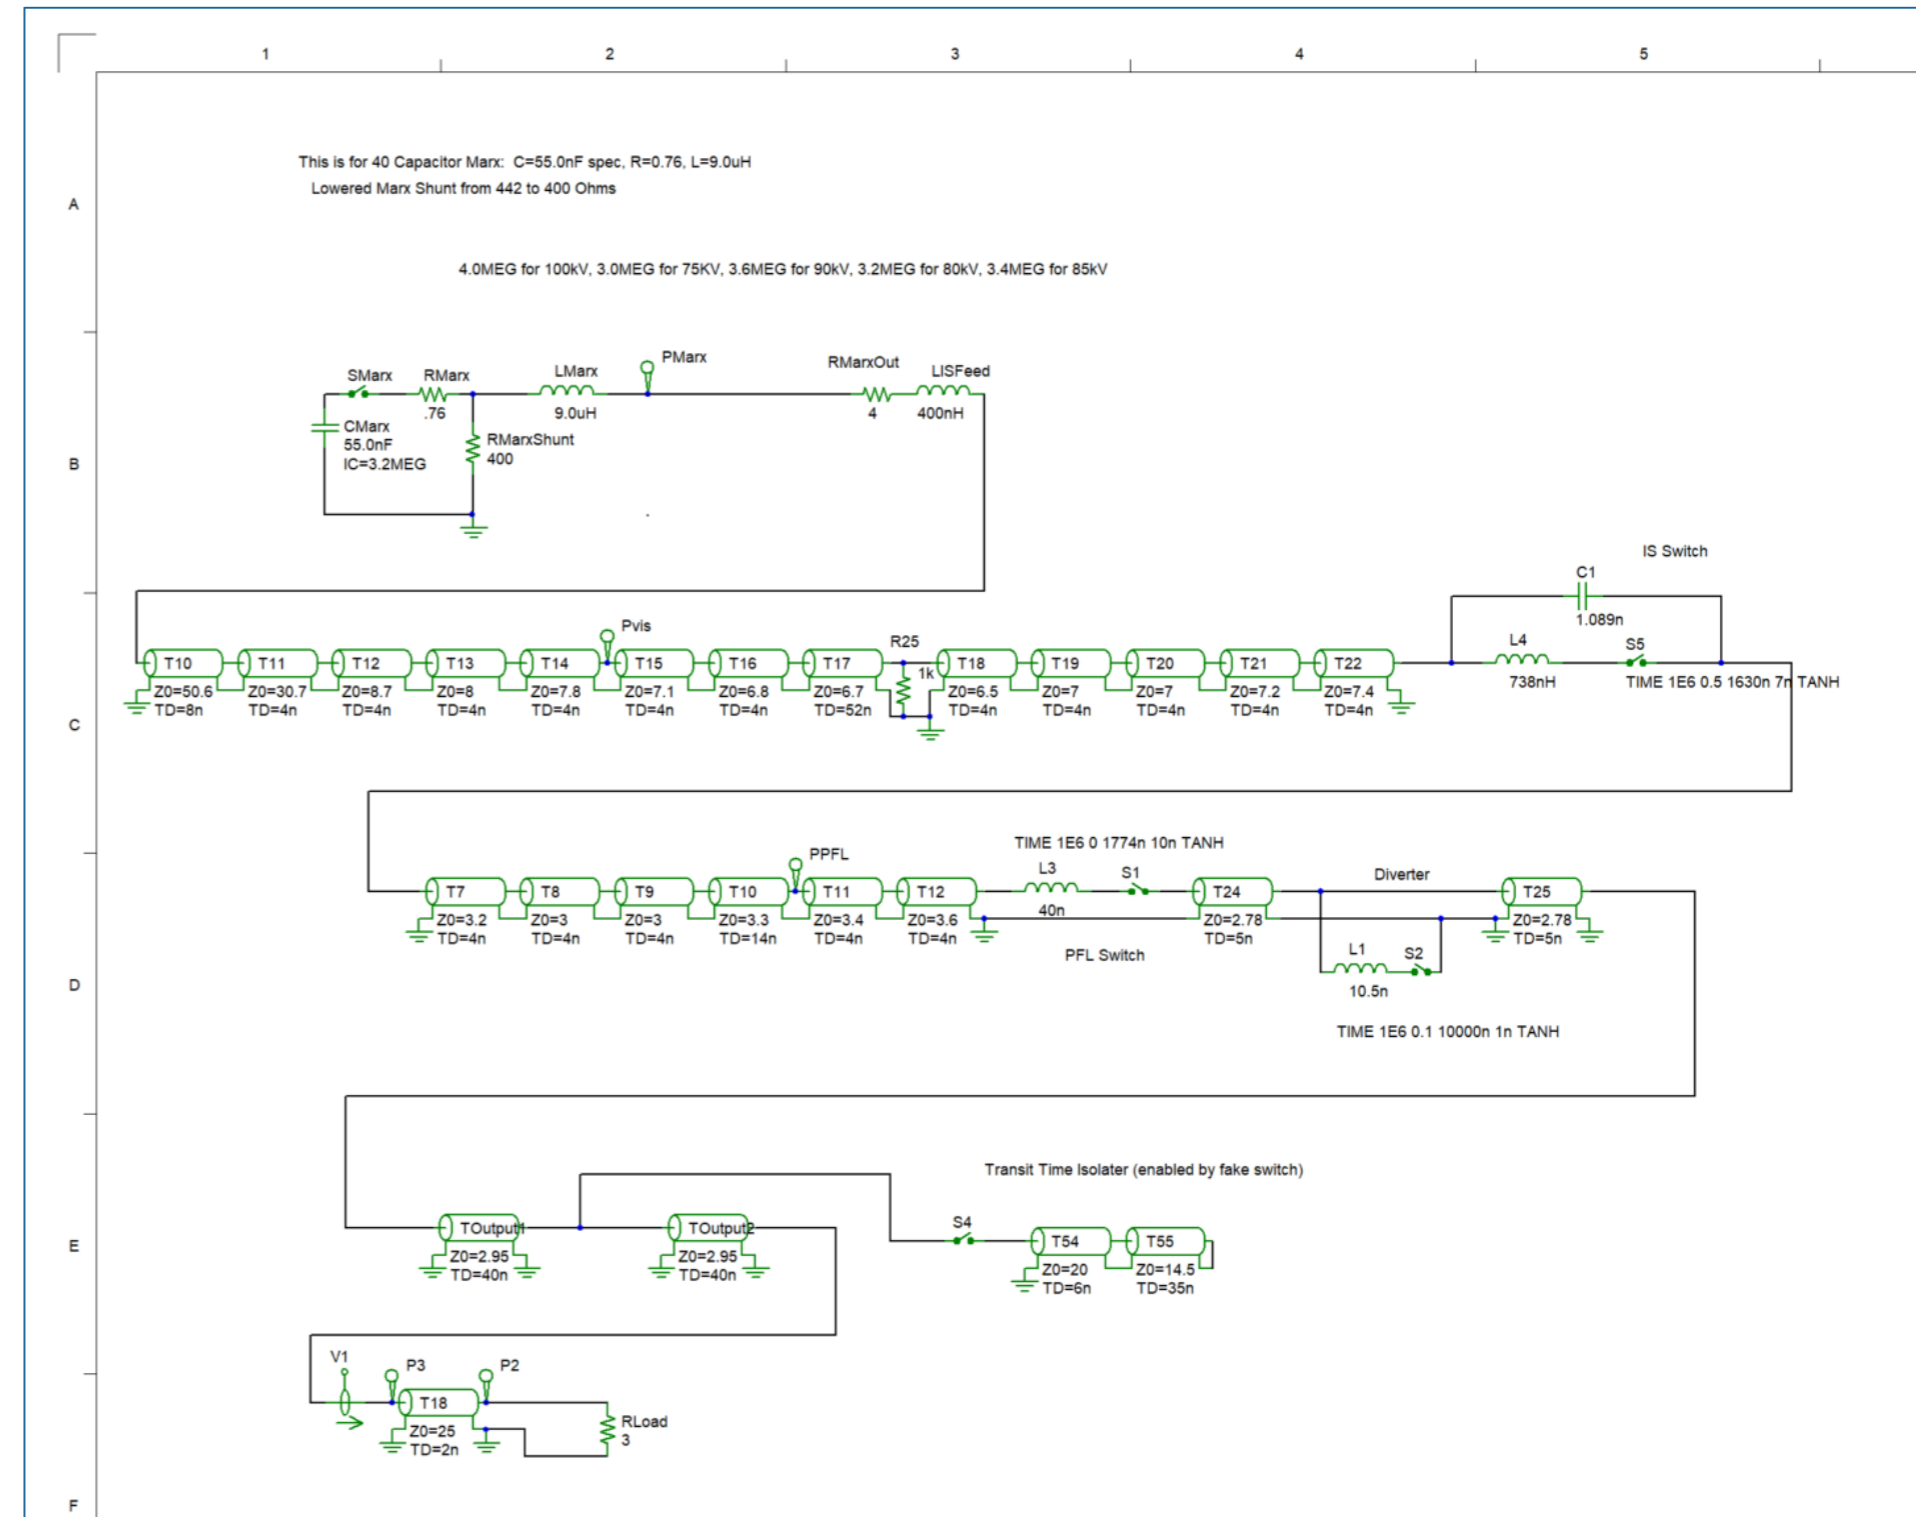 1 2 3 4 5
A
This is for 40 Capacitor Marx: C=55.0nF spec, R=0.76, L=9.0uH
Lowered Marx Shunt from 442 to 400 Ohms
4.0MEG for 100kV, 3.0MEG for 75KV, 3.6MEG for 90kV, 3.2MEG for 80kV, 3.4MEG for 85kV
B
SMarx
RMarx
.76
LMarx
9.0uH
PMarx
RMarxOut
4
LISFeed
400nH
CMarx
55.0nF
IC=3.2MEG
RMarxShunt
400
IS Switch
C1
1.089n
L4
738nH
S5
TIME 1E6 0.5 1630n 7n TANH
C
Pvis
R25
1k
T10 T11 T12 T13 T14 T15 T16 T17 T18 T19 T20 T21 T22
Z0=50.6 Z0=30.7 Z0=8.7 Z0=8 Z0=7.8 Z0=7.1 Z0=6.8 Z0=6.7 Z0=6.5 Z0=7 Z0=7 Z0=7.2 Z0=7.4
TD=8n TD=4n TD=4n TD=4n TD=4n TD=4n TD=4n TD=52n TD=4n TD=4n TD=4n TD=4n TD=4n
D
PPFL
TIME 1E6 0 1774n 10n TANH
L3
40n
S1
PFL Switch
Diverter
T7 T8 T9 T10 T11 T12 T24 T25
Z0=3.2 Z0=3 Z0=3 Z0=3.3 Z0=3.4 Z0=3.6 Z0=2.78 Z0=2.78
TD=4n TD=4n TD=4n TD=14n TD=4n TD=4n TD=5n TD=5n
L1
10.5n
S2
TIME 1E6 0.1 10000n 1n TANH
E
Transit Time Isolater (enabled by fake switch)
TOutput1 TOutput2
Z0=2.95 Z0=2.95
TD=40n TD=40n
S4
T54 T55
Z0=20 Z0=14.5
TD=6n TD=35n
V1
P3
P2
T18
Z0=25
TD=2n
RLoad
3
F